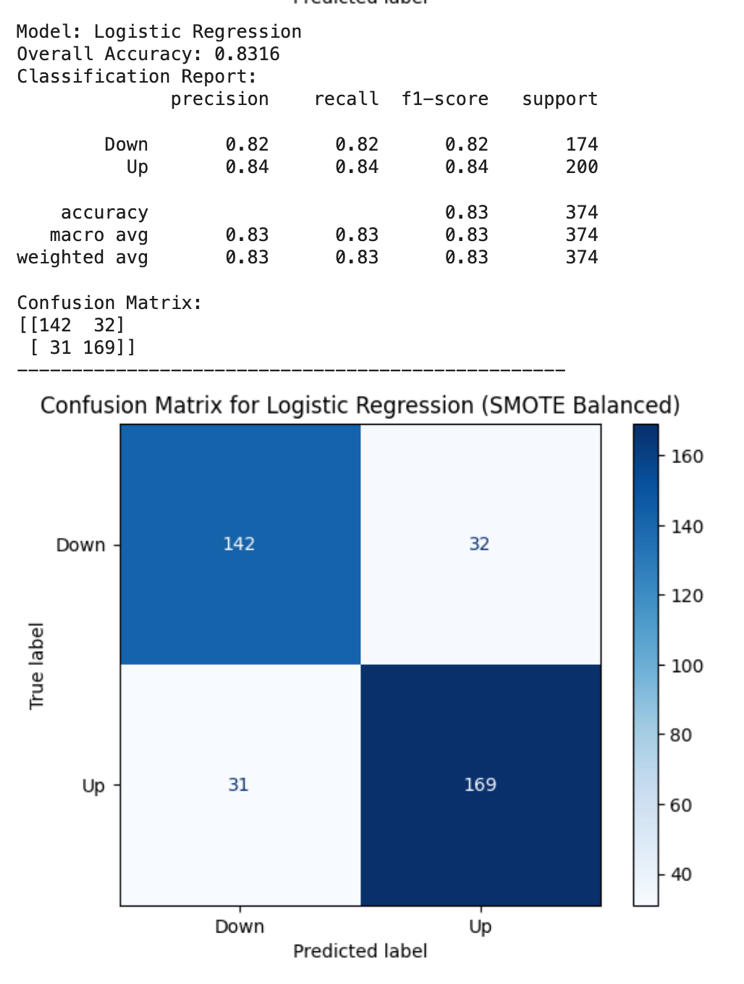 Predicted label
Model: Logistic Regression
Overall Accuracy: 0.8316
Classification Report:
precision recall f1-score support
Down 0.82 0.82 0.82 174
Up 0.84 0.84 0.84 200
accuracy 0.83 374
macro avg 0.83 0.83 0.83 374
weighted avg 0.83 0.83 0.83 374
Confusion Matrix:
[[142 32]
[ 31 169]]
--------------------------------------------------
Confusion Matrix for Logistic Regression (SMOTE Balanced)
160
140
120
100
80
60
40
Down
142
32
True label
Up
31
169
Down
Up
Predicted label